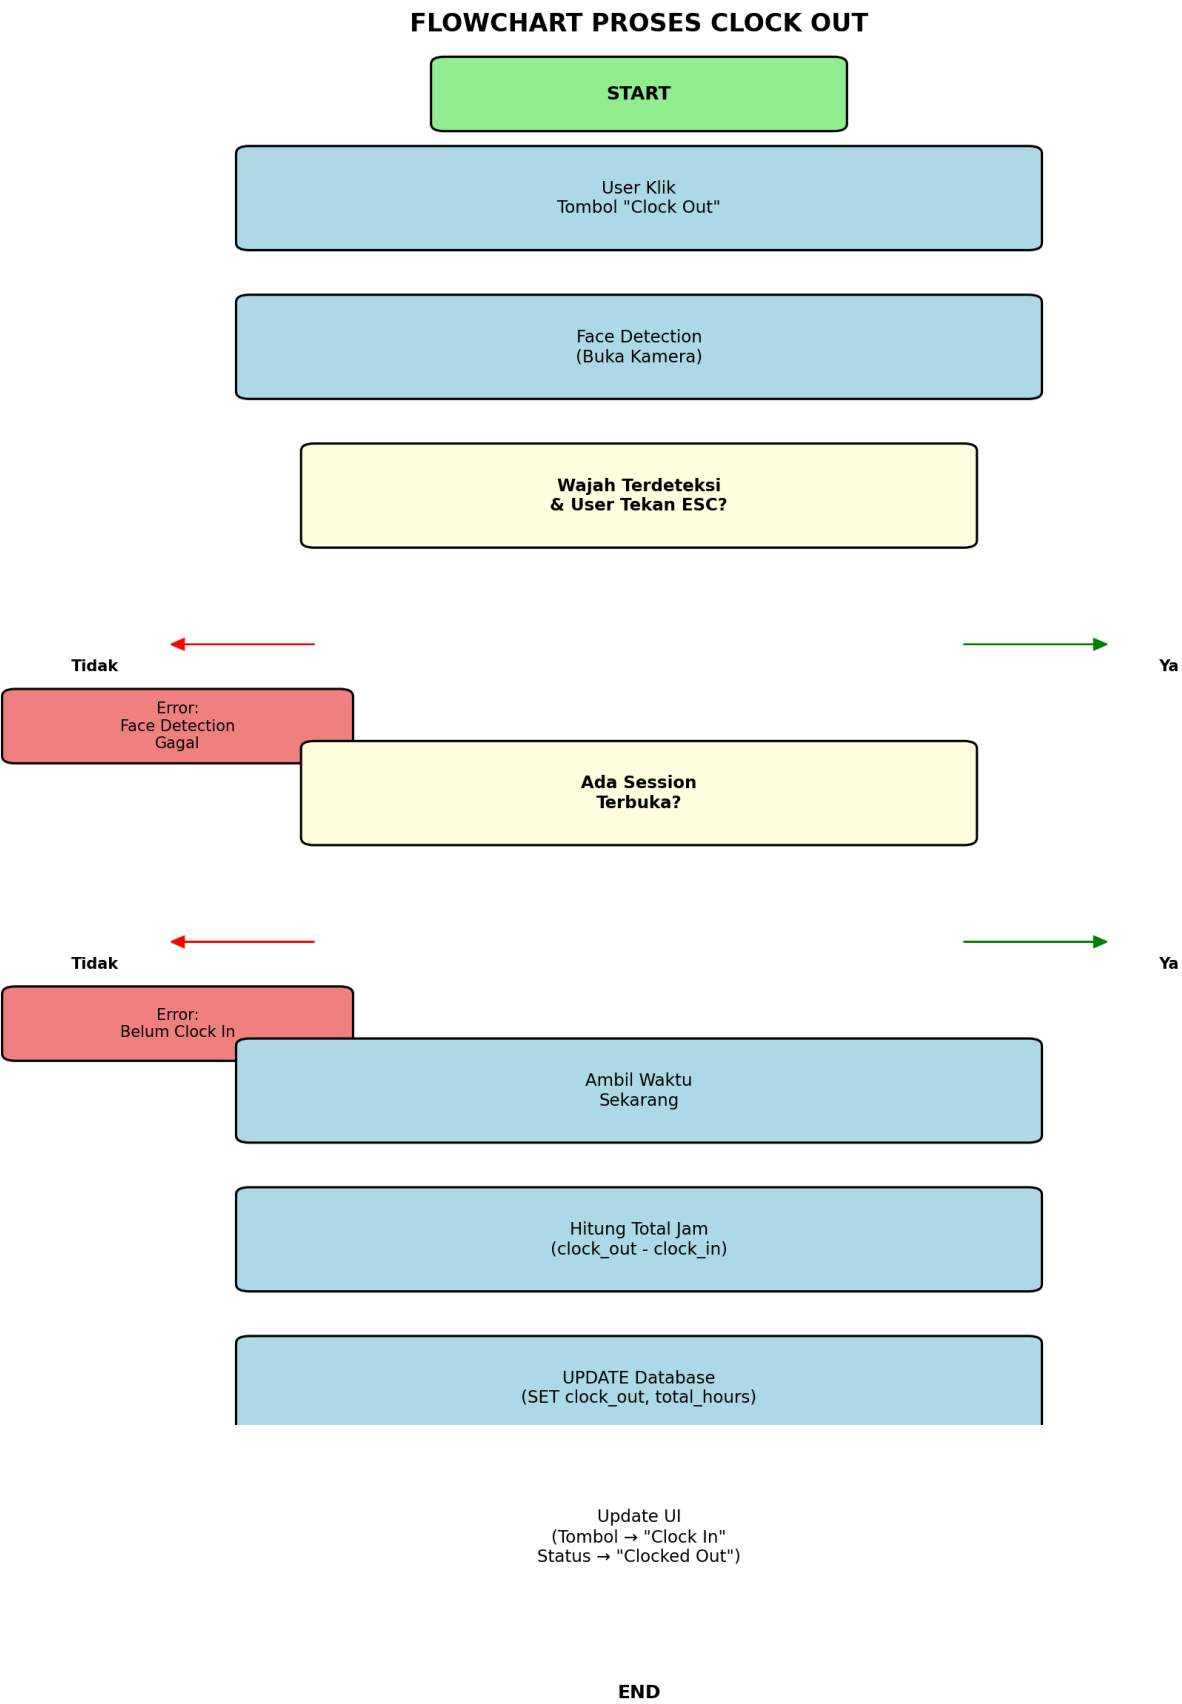 FLOWCHART PROSES CLOCK OUT
START
User Klik
Tombol "Clock Out"
Face Detection
(Buka Kamera)
Wajah Terdeteksi
& User Tekan ESC?
Tidak
Ya
Error:
Face Detection
Gagal
Ada Session
Terbuka?
Tidak
Ya
Error:
Belum Clock In
Ambil Waktu
Sekarang
Hitung Total Jam
(clock_out - clock_in)
UPDATE Database
(SET clock_out, total_hours)
Update UI
(Tombol → "Clock In"
Status → "Clocked Out")
END